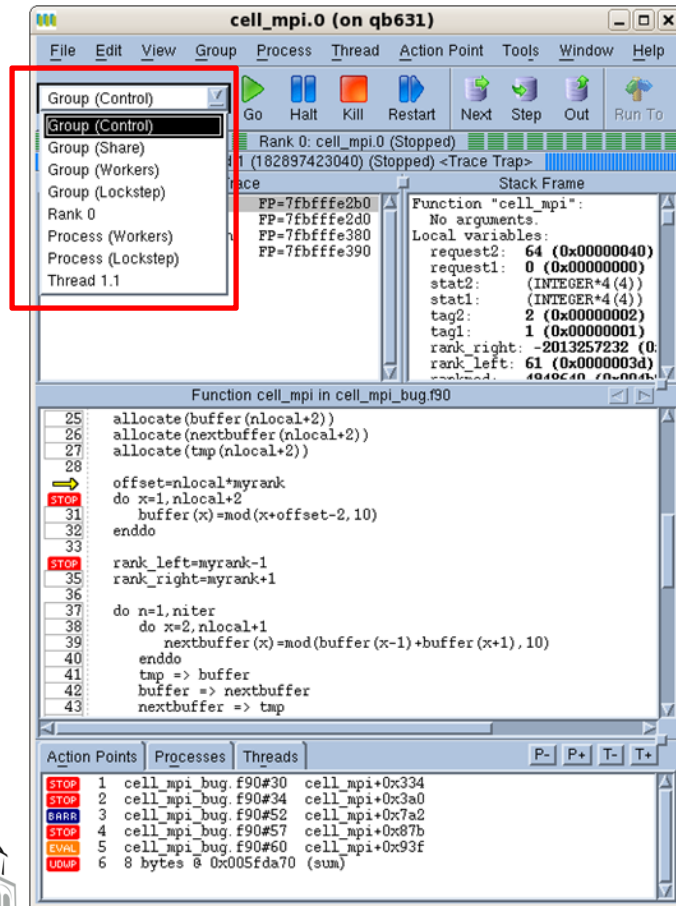 cell_mpi.0 (on qb631)
File Edit View Group Process Thread Action Point Tools Window Help
Group (Control)
Go Halt Kill Restart Next Step Out Run To
Group (Control)
Group (Share)
Group (Workers)
Group (Lockstep)
Rank 0
Process (Workers)
Process (Lockstep)
Thread 1.1
Rank 0: cell_mpi.0 (Stopped)
1 (182897423040) (Stopped) <Trace Trap>
Stack Frame
FP=7fbfffe2b0
FP=7fbfffe2d0
FP=7fbfffe380
FP=7fbfffe390
Function "cell_mpi":
No arguments.
Local variables:
request2: 64 (0x00000040)
request1: 0 (0x00000000)
stat2: (INTEGER*4(4))
stat1: (INTEGER*4(4))
tag2: 2 (0x00000002)
tag1: 1 (0x00000001)
rank_right: -2013257232 (0:
rank_left: 61 (0x0000003d)
Function cell_mpi in cell_mpi_bug.f90
25 allocate(buffer(nlocal+2))
26 allocate(nextbuffer(nlocal+2))
27 allocate(tmp(nlocal+2))
28
offset=nlocal*myrank
STOP do x=1,nlocal+2
31 buffer(x)=mod(x+offset-2,10)
32 enddo
33
STOP rank_left=myrank-1
35 rank_right=myrank+1
36
37 do n=1,niter
38 do x=2,nlocal+1
39 nextbuffer(x)=mod(buffer(x-1)+buffer(x+1),10)
40 enddo
41 tmp => buffer
42 buffer => nextbuffer
43 nextbuffer => tmp
Action Points Processes Threads P- P+ T- T+
STOP 1 cell_mpi_bug.f90#30 cell_mpi+0x334
STOP 2 cell_mpi_bug.f90#34 cell_mpi+0x3a0
BARR 3 cell_mpi_bug.f90#52 cell_mpi+0x7a2
STOP 4 cell_mpi_bug.f90#57 cell_mpi+0x87b
EVAL 5 cell_mpi_bug.f90#60 cell_mpi+0x93f
UDWP 6 8 bytes @ 0x005fda70 (sum)